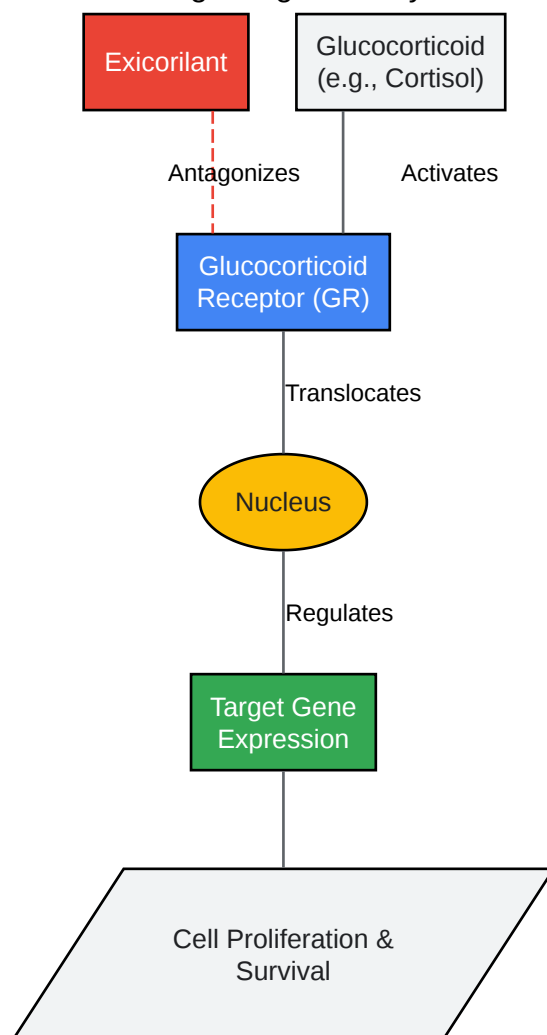 Exicorilant
Glucocorticoid
(e.g., Cortisol)
Antagonizes
Activates
Glucocorticoid
Receptor (GR)
Translocates
Nucleus
Regulates
Target Gene
Expression
Cell Proliferation &
Survival